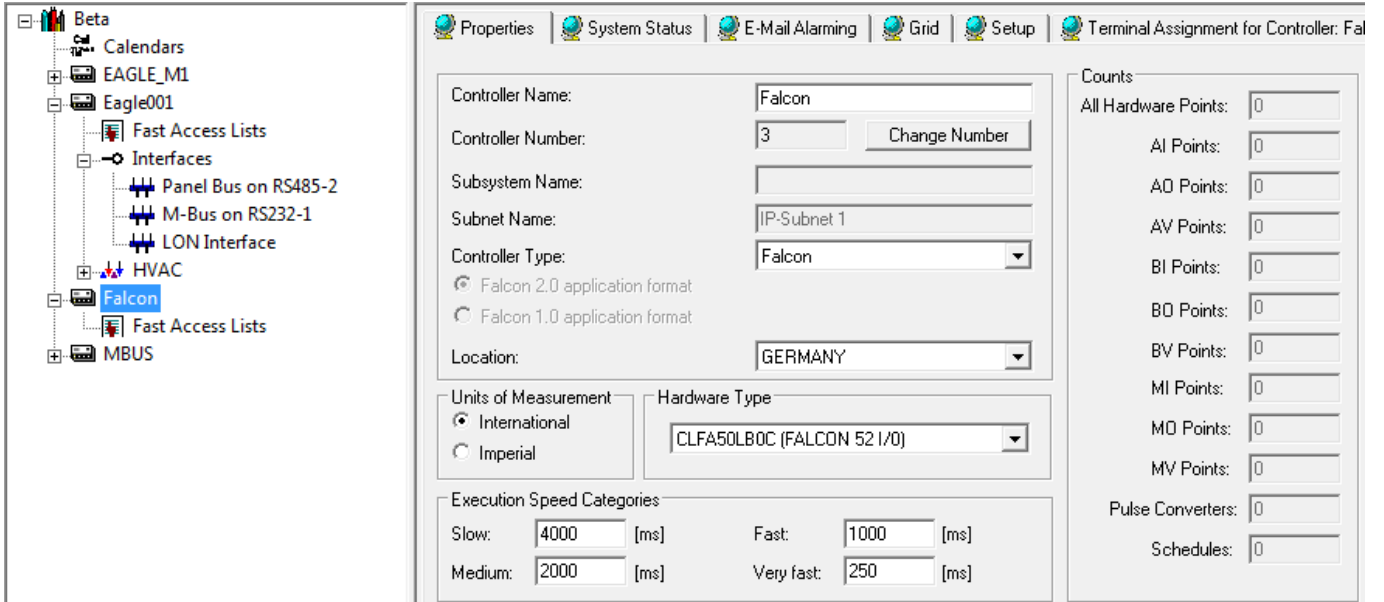 Beta
Calendars
EAGLE_M1
Eagle001
Fast Access Lists
Interfaces
Panel Bus on RS485-2
M-Bus on RS232-1
LON Interface
HVAC
Falcon
Fast Access Lists
MBUS
Properties System Status E-Mail Alarming Grid Setup Terminal Assignment for Controller: Fal
Controller Name: Falcon
Controller Number: 3 Change Number
Subsystem Name:
Subnet Name: IP-Subnet 1
Controller Type: Falcon
Falcon 2.0 application format
Falcon 1.0 application format
Location: GERMANY
Units of Measurement
International
Imperial
Hardware Type
CLFA50LB0C (FALCON 52 I/0)
Execution Speed Categories
Slow: 4000 [ms] Fast: 1000 [ms]
Medium: 2000 [ms] Very fast: 250 [ms]
Counts
All Hardware Points: 0
AI Points: 0
AO Points: 0
AV Points: 0
BI Points: 0
BO Points: 0
BV Points: 0
MI Points: 0
MO Points: 0
MV Points: 0
Pulse Converters: 0
Schedules: 0